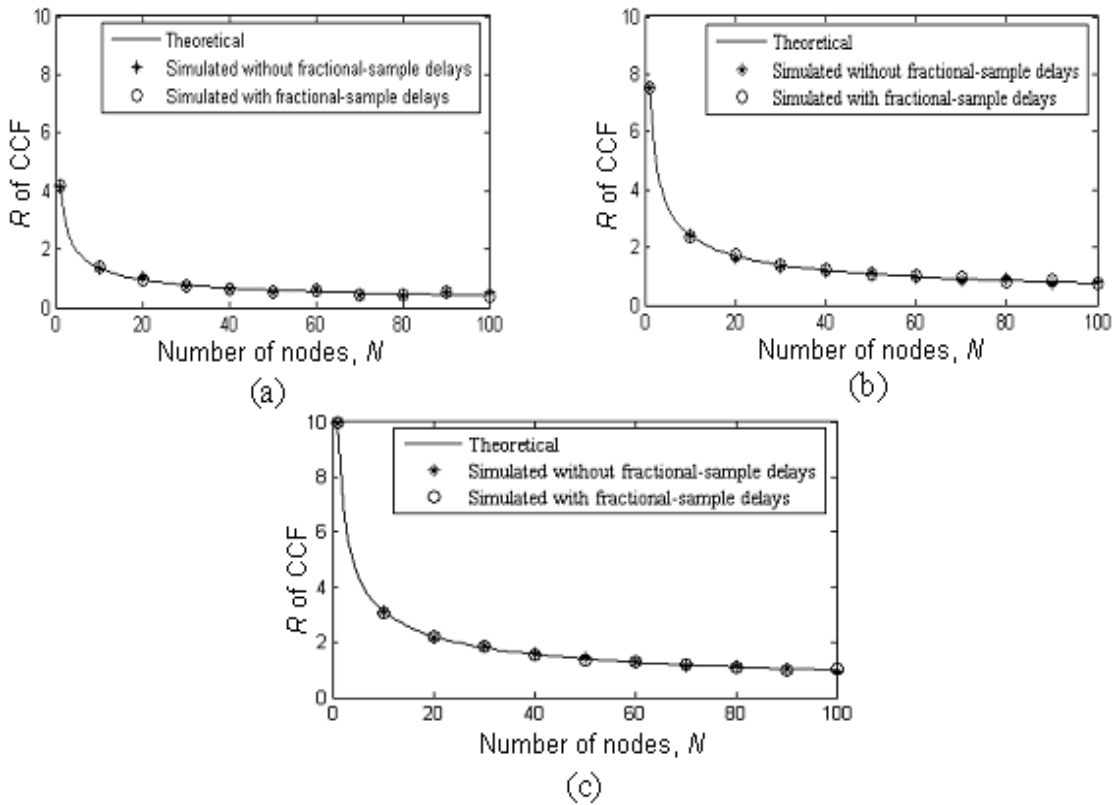 10
8
6
4
2
0
R of CCF
Theoretical
Simulated without fractional-sample delays
Simulated with fractional-sample delays
0 20 40 60 80 100
Number of nodes, N
(a)
10
8
6
4
2
0
R of CCF
Theoretical
Simulated without fractional-sample delays
Simulated with fractional-sample delays
0 20 40 60 80 100
Number of nodes, N
(b)
10
8
6
4
2
0
R of CCF
Theoretical
Simulated without fractional-sample delays
Simulated with fractional-sample delays
0 20 40 60 80 100
Number of nodes, N
(c)